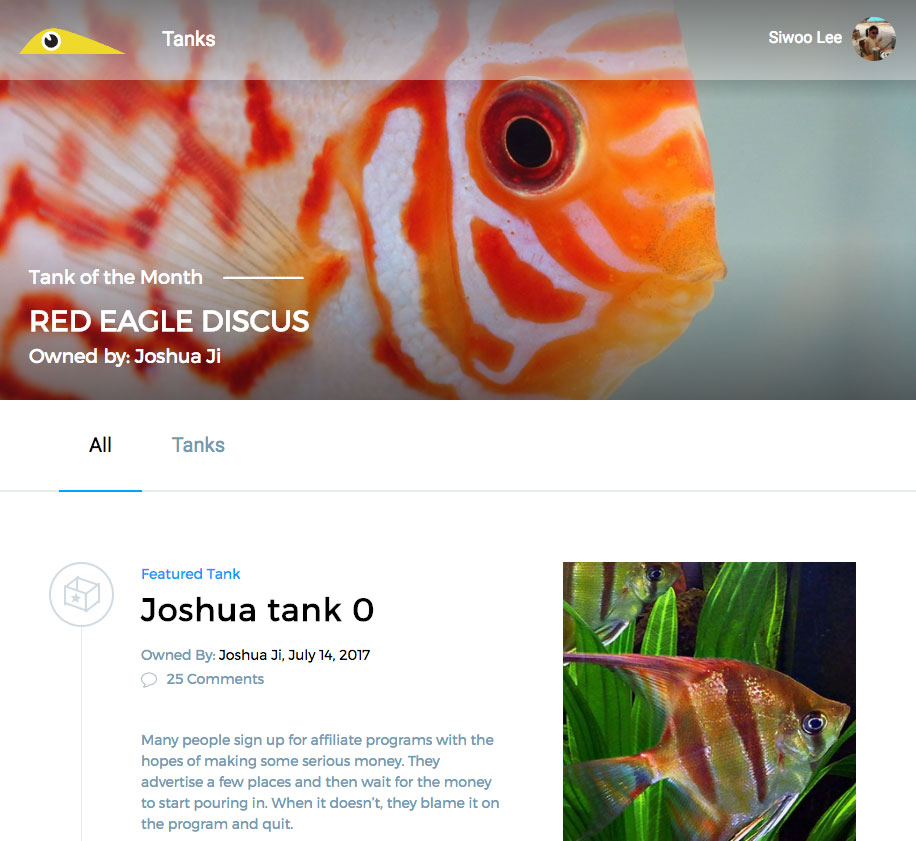 Tanks
Siwoo Lee
Tank of the Month
RED EAGLE DISCUS
Owned by: Joshua Ji
All
Tanks
Featured Tank
Joshua tank 0
Owned By: Joshua Ji, July 14, 2017
25 Comments
Many people sign up for affiliate programs with the
hopes of making some serious money. They
advertise a few places and then wait for the money
to start pouring in. When it doesn't, they blame it on
the program and quit.